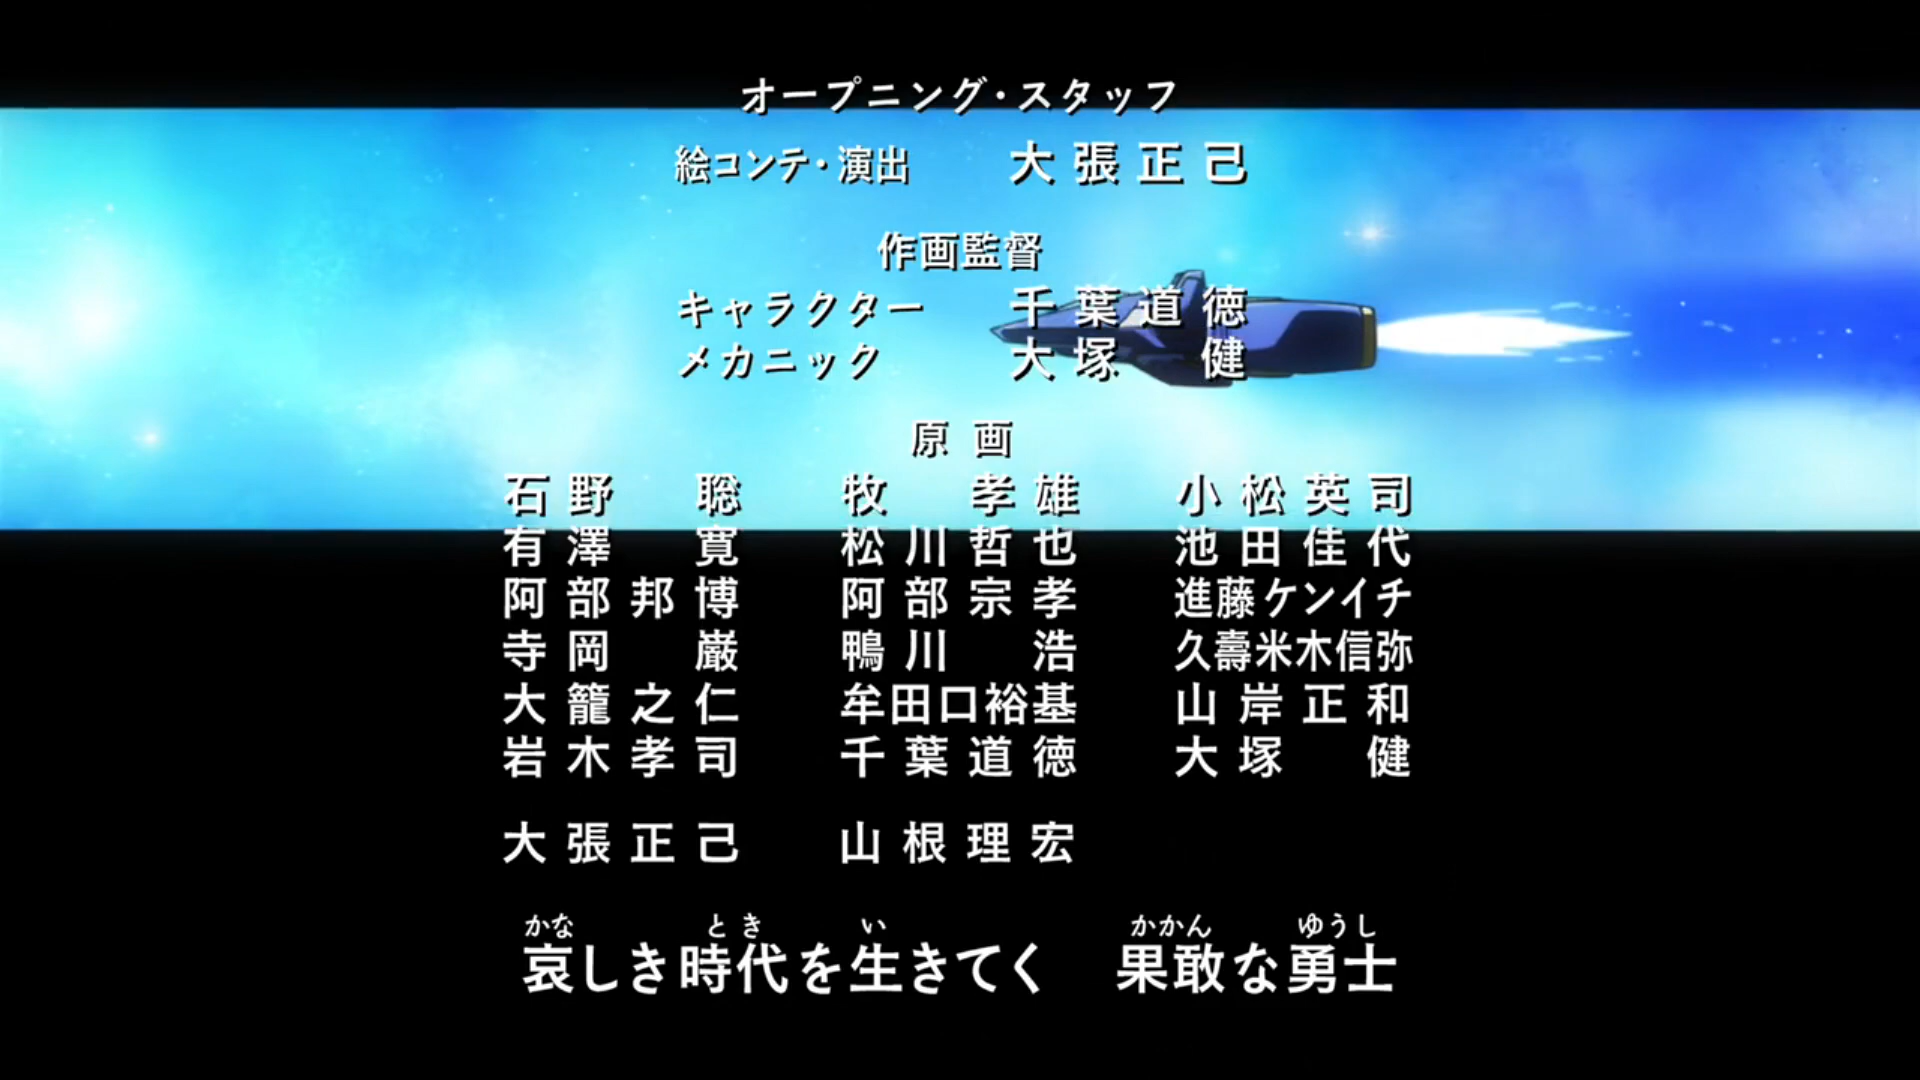 オープニング・スタッフ
絵コンテ・演出 大張正己
作画監督
キャラクター 千葉道徳
メカニック 大塚 健
原画
石野 聡 牧 孝雄 小松英司
有澤 寛 松川哲也 池田佳代
阿部邦博 阿部宗孝 進藤ケンイチ
寺岡 巌 鴨川 浩 久壽米木信弥
大籠之仁 牟田口裕基 山岸正和
岩木孝司 千葉道徳 大塚 健
大張正己 山根理宏
かな とき い かかん ゆうし
哀しき時代を生きてく 果敢な勇士